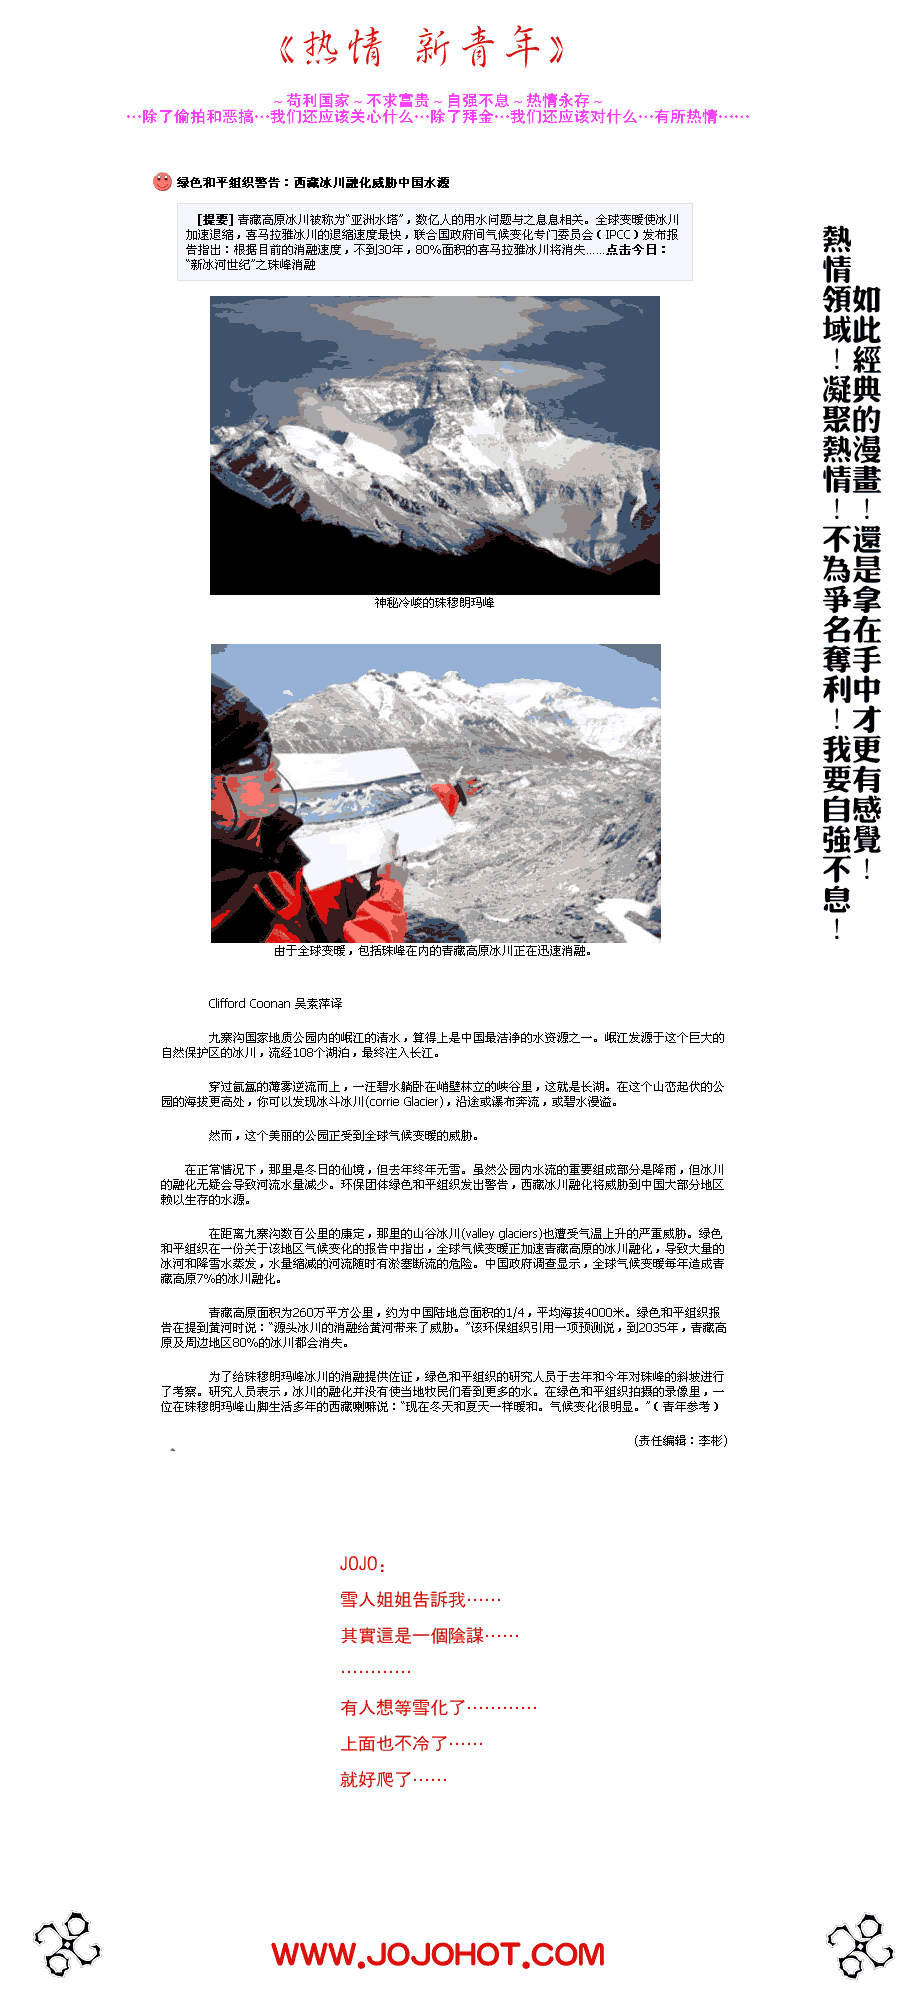 《热情 新青年》
～苟利国家～不求富贵～自强不息～热情永存～
…除了偷拍和恶搞…我们还应该关心什么…除了拜金…我们还应该对什么…有所热情……
绿色和平组织警告：西藏冰川融化威胁中国水源
[提要] 青藏高原冰川被称为“亚洲水塔”，数亿人的用水问题与之息息相关。全球变暖使冰川
加速退缩，喜马拉雅冰川的退缩速度最快，联合国政府间气候变化专门委员会（IPCC）发布报
告指出：根据目前的消融速度，不到30年，80%面积的喜马拉雅冰川将消失......点击今日：
“新冰河世纪”之珠峰消融
神秘冷峻的珠穆朗玛峰
由于全球变暖，包括珠峰在内的青藏高原冰川正在迅速消融。
Clifford Coonan 吴素萍译
九寨沟国家地质公园内的岷江的清水，算得上是中国最洁净的水资源之一。岷江发源于这个巨大的
自然保护区的冰川，流经108个湖泊，最终注入长江。
穿过氤氲的薄雾逆流而上，一汪碧水躺卧在峭壁林立的峡谷里，这就是长湖。在这个山峦起伏的公
园的海拔更高处，你可以发现冰斗冰川(corrie Glacier)，沿途或瀑布奔流，或碧水漫溢。
然而，这个美丽的公园正受到全球气候变暖的威胁。
在正常情况下，那里是冬日的仙境，但去年终年无雪。虽然公园内水流的重要组成部分是降雨，但冰川
的融化无疑会导致河流水量减少。环保团体绿色和平组织发出警告，西藏冰川融化将威胁到中国大部分地区
赖以生存的水源。
在距离九寨沟数百公里的康定，那里的山谷冰川(valley glaciers)也遭受气温上升的严重威胁。绿色
和平组织在一份关于该地区气候变化的报告中指出，全球气候变暖正加速青藏高原的冰川融化，导致大量的
冰河和降雪水蒸发，水量缩减的河流随时有淤塞断流的危险。中国政府调查显示，全球气候变暖每年造成青
藏高原7%的冰川融化。
青藏高原面积为260万平方公里，约为中国陆地总面积的1/4，平均海拔4000米。绿色和平组织报
告在提到黄河时说：“源头冰川的消融给黄河带来了威胁。”该环保组织引用一项预测说，到2035年，青藏高
原及周边地区80%的冰川都会消失。
为了给珠穆朗玛峰冰川的消融提供佐证，绿色和平组织的研究人员于去年和今年对珠峰的斜坡进行
了考察。研究人员表示，冰川的融化并没有使当地牧民们看到更多的水。在绿色和平组织拍摄的录像里，一
位在珠穆朗玛峰山脚生活多年的西藏喇嘛说：“现在冬天和夏天一样暖和。气候变化很明显。”（青年参考）
(责任编辑：李彬)
如此經典的漫畫！還是拿在手中才更有感覺！
熱情領域！凝聚熱情！不為爭名奪利！我要自強不息！
JOJO：
雪人姐姐告訴我……
其實這是一個陰謀……
…………
有人想等雪化了…………
上面也不冷了……
就好爬了……
WWW.JOJOHOT.COM